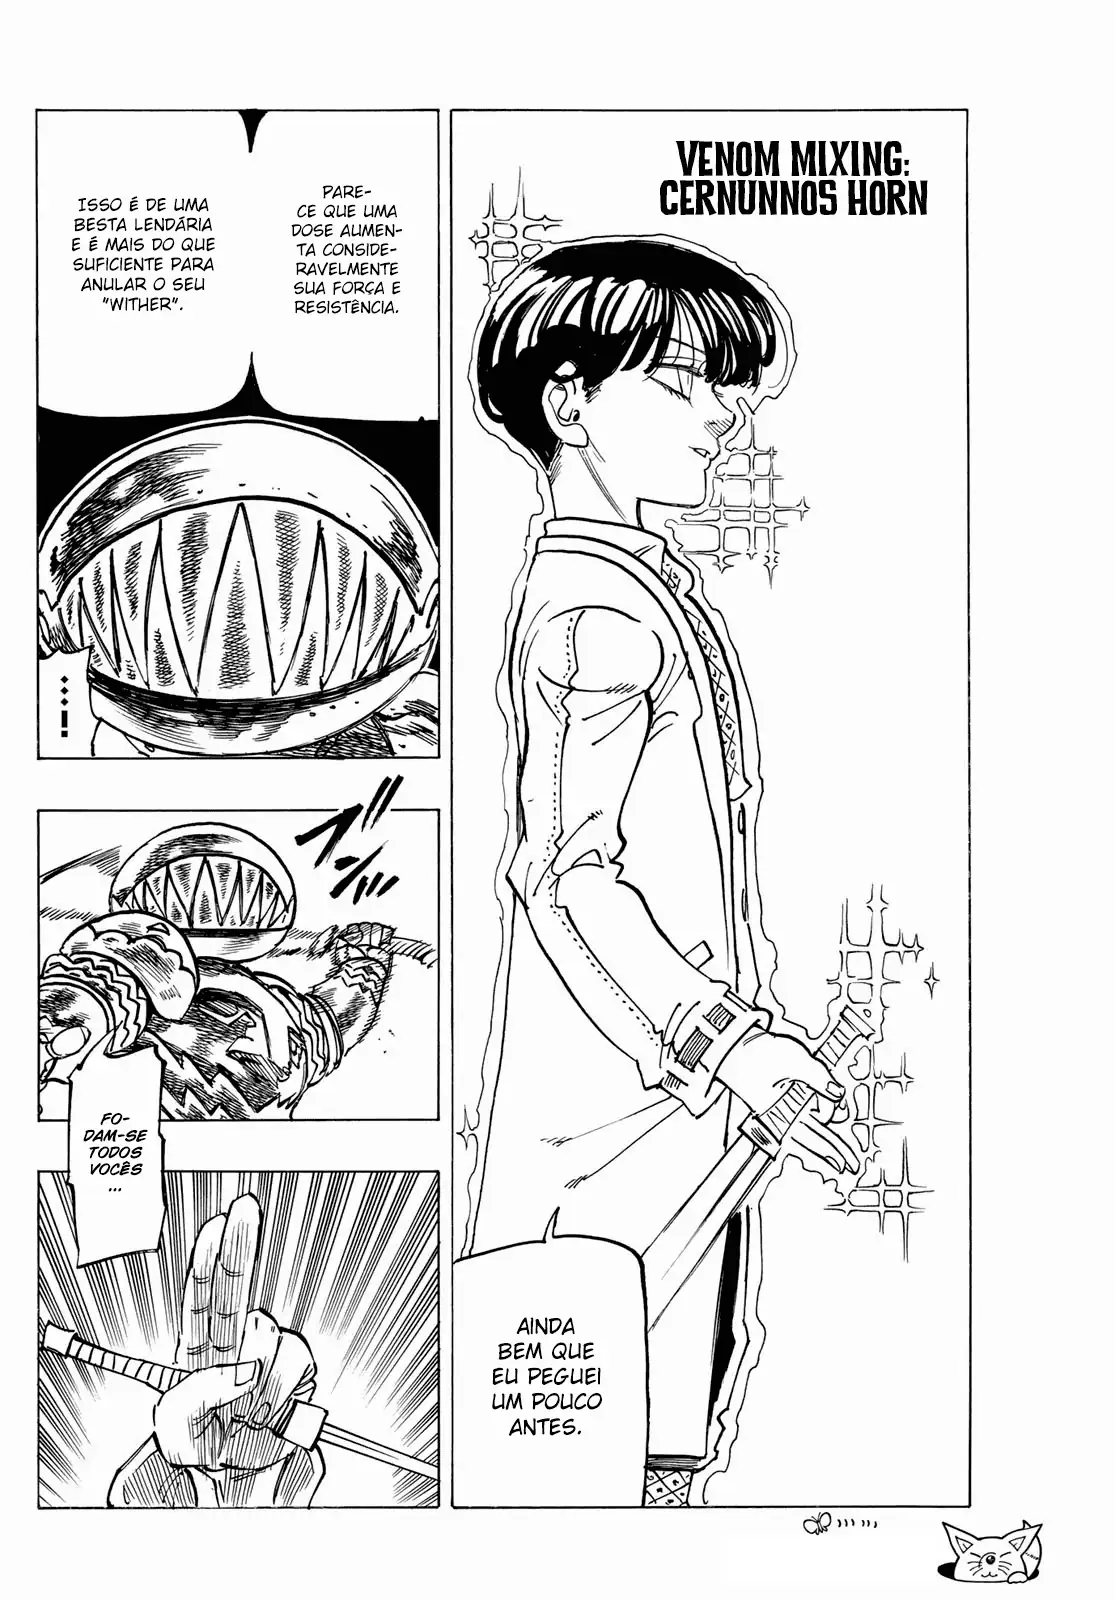 VENOM MIXING:
CERNUNNOS HORN
AINDA
BEM QUE
EU PEGUEI
UM POUCO
ANTES.
PARE-
CE QUE UMA
DOSE AUMEN-
TA CONSIDE-
RAVELMENTE
SUA FORÇA E
RESISTÊNCIA.
ISSO É DE UMA
BESTA LENDÁRIA
E É MAIS DO QUE
SUFICIENTE PARA
ANULAR O SEU
"WITHER".
...!
ブン
FO-
DAM-SE
TODOS
VOCÊS
...